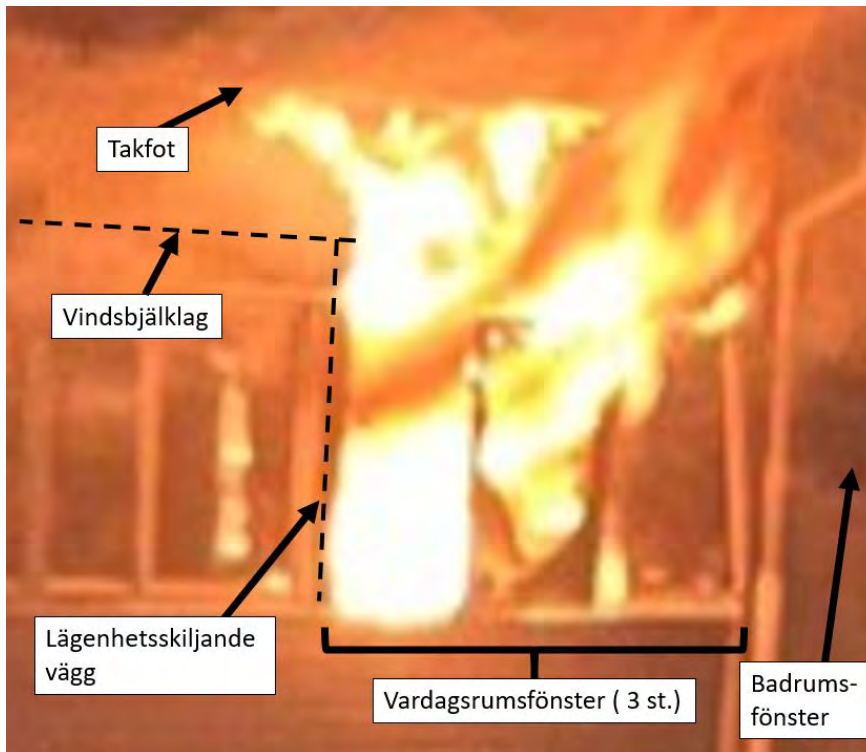 Takfot
Vindsbjälklag
Lägenhetsskiljande
vägg
Vardagsrumsfönster ( 3 st.)
Badrums-
fönster